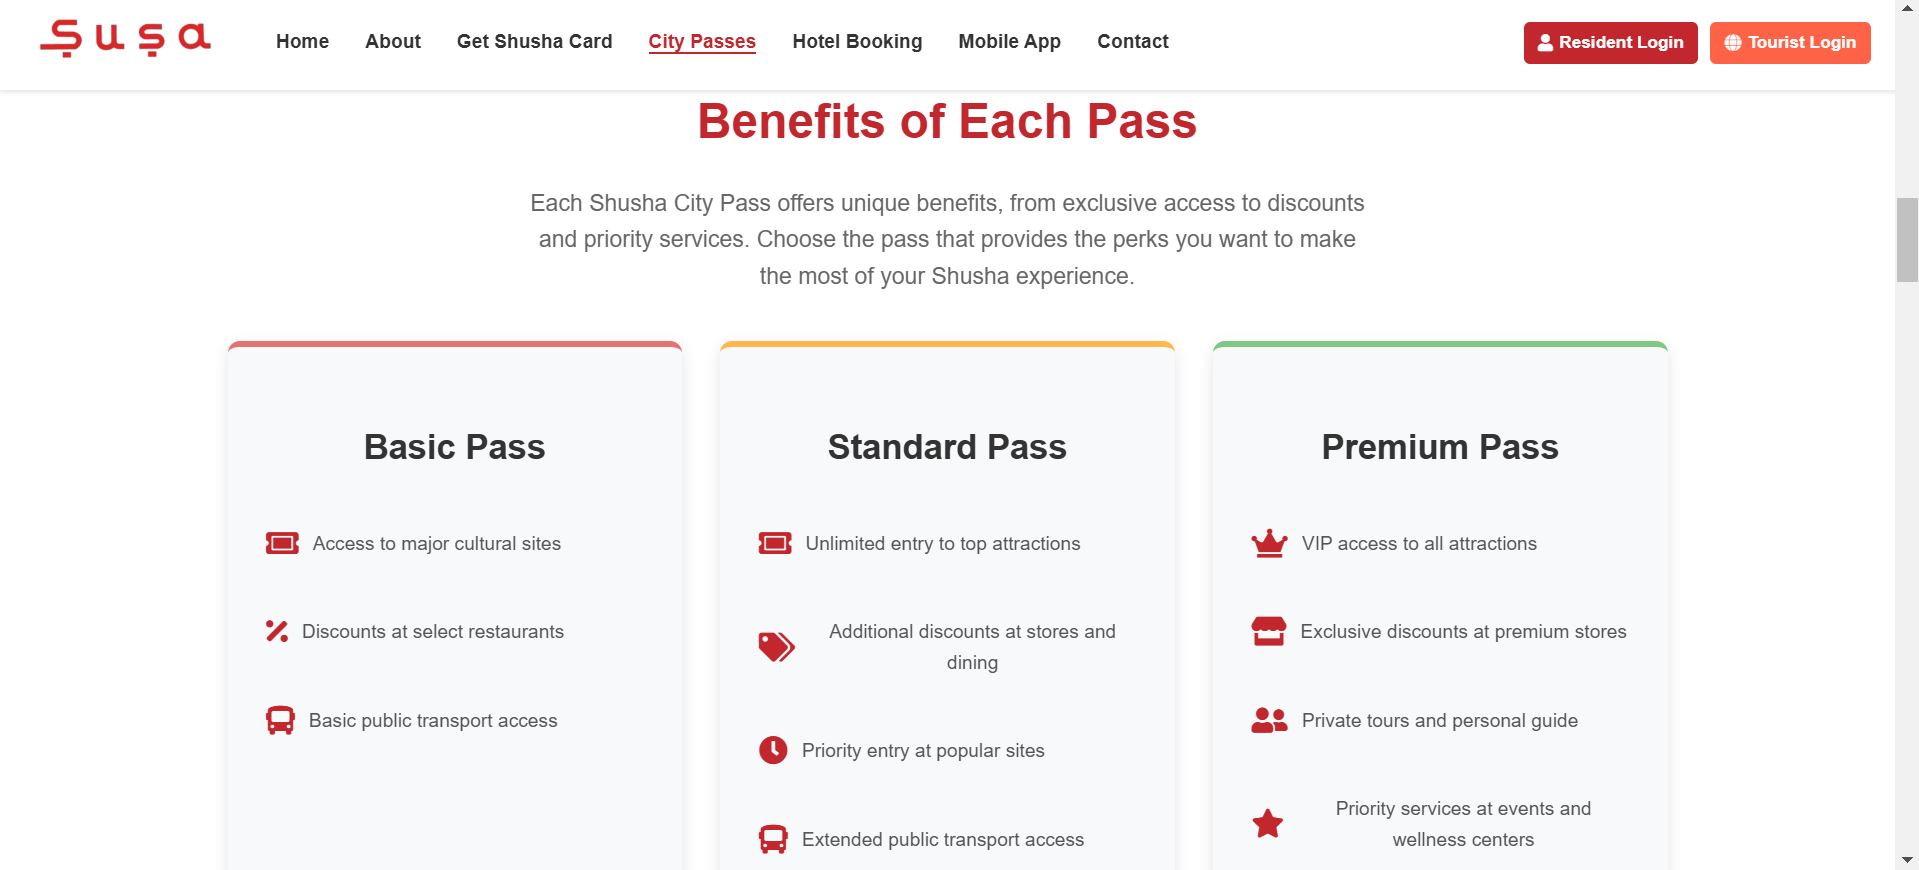 Şuşa
Home About Get Shusha Card City Passes Hotel Booking Mobile App Contact
Resident Login Tourist Login
Benefits of Each Pass
Each Shusha City Pass offers unique benefits, from exclusive access to discounts
and priority services. Choose the pass that provides the perks you want to make
the most of your Shusha experience.
Basic Pass
Access to major cultural sites
Discounts at select restaurants
Basic public transport access
Standard Pass
Unlimited entry to top attractions
Additional discounts at stores and
dining
Priority entry at popular sites
Extended public transport access
Premium Pass
VIP access to all attractions
Exclusive discounts at premium stores
Private tours and personal guide
Priority services at events and
wellness centers